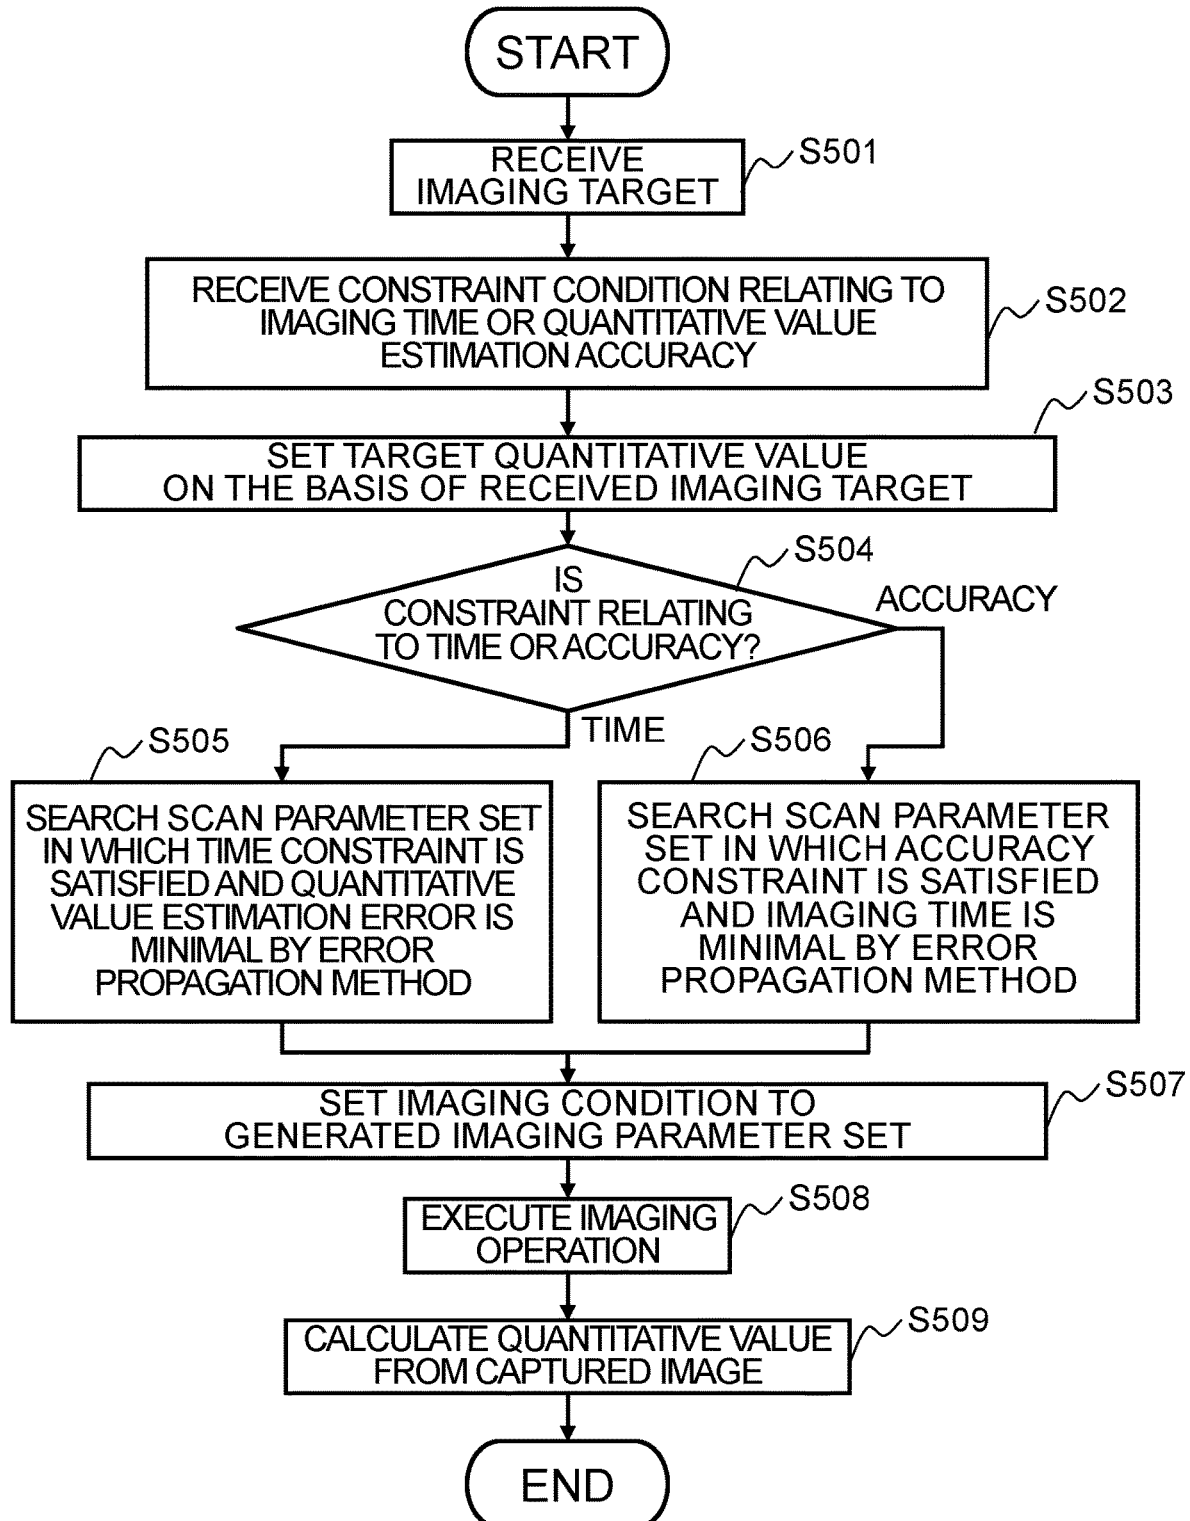 START
RECEIVE
IMAGING TARGET
S501
RECEIVE CONSTRAINT CONDITION RELATING TO
IMAGING TIME OR QUANTITATIVE VALUE
ESTIMATION ACCURACY
S502
S503
SET TARGET QUANTITATIVE VALUE
ON THE BASIS OF RECEIVED IMAGING TARGET
S504
IS
CONSTRAINT RELATING
TO TIME OR ACCURACY?
ACCURACY
TIME
S505
SEARCH SCAN PARAMETER SET
IN WHICH TIME CONSTRAINT IS
SATISFIED AND QUANTITATIVE
VALUE ESTIMATION ERROR IS
MINIMAL BY ERROR
PROPAGATION METHOD
S506
SEARCH SCAN PARAMETER
SET IN WHICH ACCURACY
CONSTRAINT IS SATISFIED
AND IMAGING TIME IS
MINIMAL BY ERROR
PROPAGATION METHOD
S507
SET IMAGING CONDITION TO
GENERATED IMAGING PARAMETER SET
S508
EXECUTE IMAGING
OPERATION
S509
CALCULATE QUANTITATIVE VALUE
FROM CAPTURED IMAGE
END